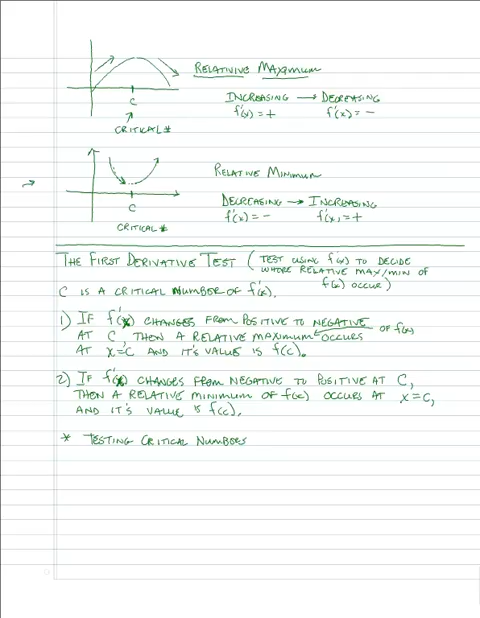 RELATIVIVE MAXIMUM
INCREASING → DECREASING
f'(x) = + f'(x) = -
C
CRITICAL #
RELATIVE MINIMUM
DECREASING → INCREASING
f'(x) = - f'(x) = +
C
CRITICAL #
THE FIRST DERIVATIVE TEST ( TEST USING f'(x) TO DECIDE
WHERE RELATIVE MAX/MIN OF
f(x) OCCUR )
C IS A CRITICAL NUMBER OF f'(x).
1) IF f'(x) CHANGES FROM POSITIVE TO NEGATIVE
AT C, THEN A RELATIVE MAXIMUM OF f(x) OCCURS
AT X=C AND IT'S VALUE IS f(C).
2) IF f'(x) CHANGES FROM NEGATIVE TO POSITIVE AT C,
THEN A RELATIVE MINIMUM OF f(x) OCCURS AT X=C,
AND IT'S VALUE IS f(C).
* TESTING CRITICAL NUMBERS